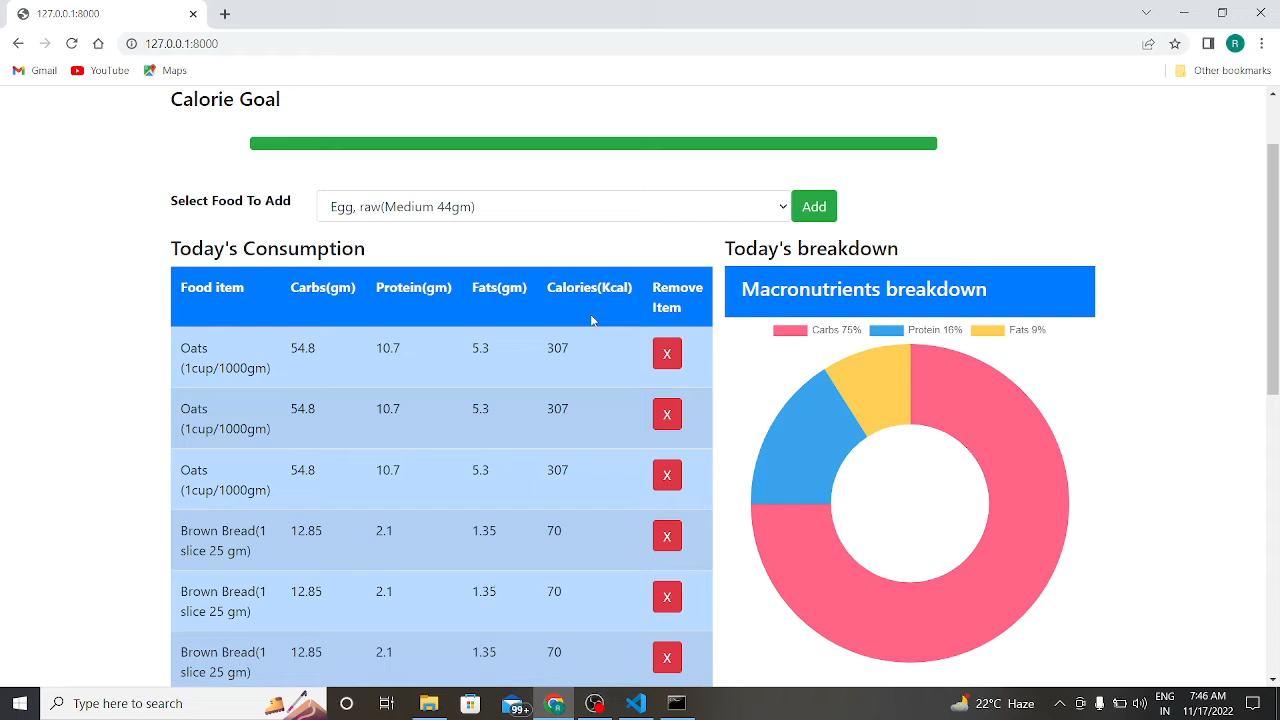 127.0.0.1:8000
127.0.0.1:8000
R
Gmail
YouTube
Maps
Other bookmarks
Calorie Goal
Select Food To Add
Egg, raw(Medium 44gm)
Add
Today's Consumption
Today's breakdown
Food item Carbs(gm) Protein(gm) Fats(gm) Calories(Kcal) Remove
Item
Macronutrients breakdown
Carbs 75% Protein 16% Fats 9%
Oats 54.8 10.7 5.3 307 X
(1cup/1000gm)
Oats 54.8 10.7 5.3 307 X
(1cup/1000gm)
Oats 54.8 10.7 5.3 307 X
(1cup/1000gm)
Brown Bread(1 12.85 2.1 1.35 70 X
slice 25 gm)
Brown Bread(1 12.85 2.1 1.35 70 X
slice 25 gm)
Brown Bread(1 12.85 2.1 1.35 70 X
slice 25 gm)
Type here to search
99+
22°C Haze
ENG
IN
7:46 AM
11/17/2022